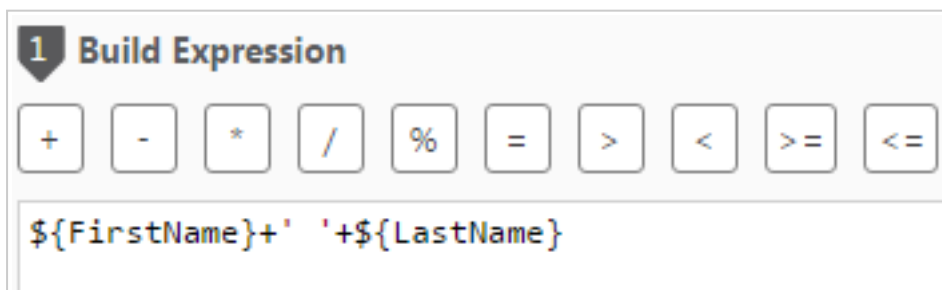 1 Build Expression
+ - * / % = > < >= <=
${FirstName}+' '+${LastName}